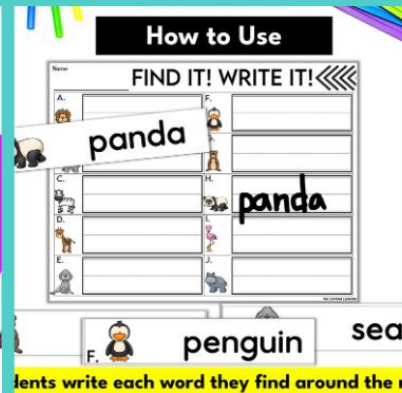 How to Use
Name
FIND IT! WRITE IT!
A.
F.
panda
C.
H.
panda
D.
I.
E.
J.
F.
penguin
sea
dents write each word they find around the